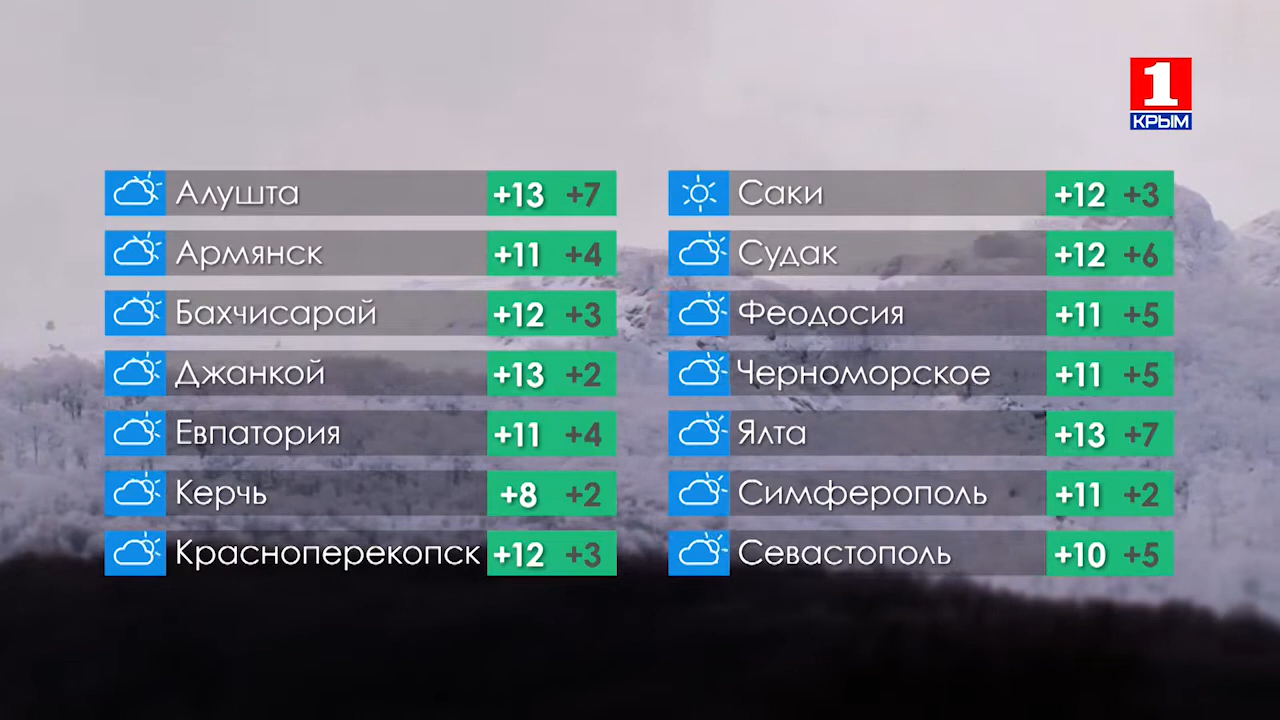 1
КРЫМ
Алушта +13 +7
Армянск +11 +4
Бахчисарай +12 +3
Джанкой +13 +2
Евпатория +11 +4
Керчь +8 +2
Красноперекопск +12 +3
Саки +12 +3
Судак +12 +6
Феодосия +11 +5
Черноморское +11 +5
Ялта +13 +7
Симферополь +11 +2
Севастополь +10 +5